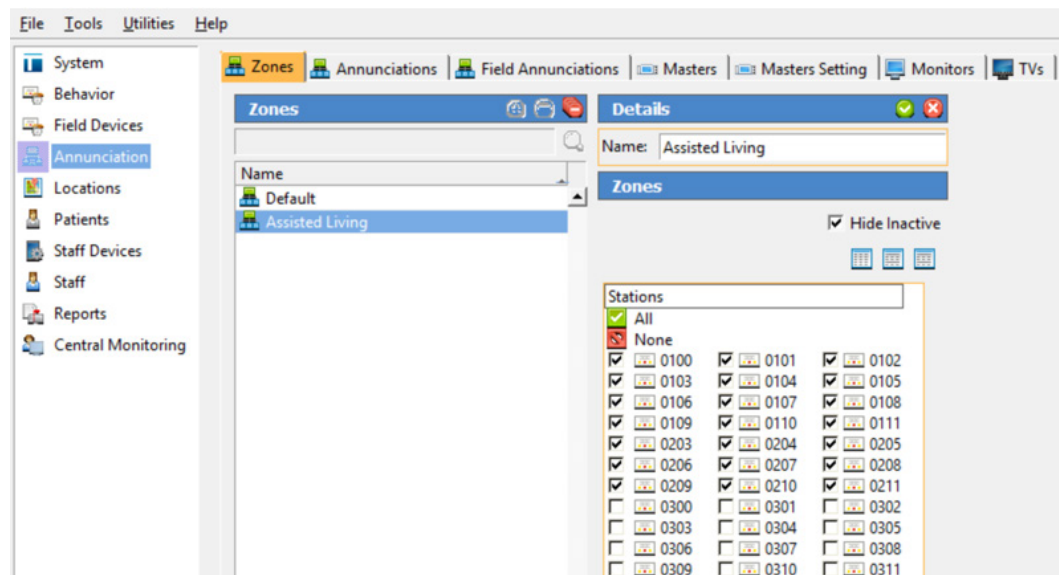 File Tools Utilities Help
System
Behavior
Field Devices
Annunciation
Locations
Patients
Staff Devices
Staff
Reports
Central Monitoring
Zones Annunciations Field Annunciations Masters Masters Setting Monitors TVs
Zones
Name
Default
Assisted Living
Details
Name: Assisted Living
Zones
Hide Inactive
Stations
All
None
0100 0101 0102
0103 0104 0105
0106 0107 0108
0109 0110 0111
0203 0204 0205
0206 0207 0208
0209 0210 0211
0300 0301 0302
0303 0304 0305
0306 0307 0308
0309 0310 0311